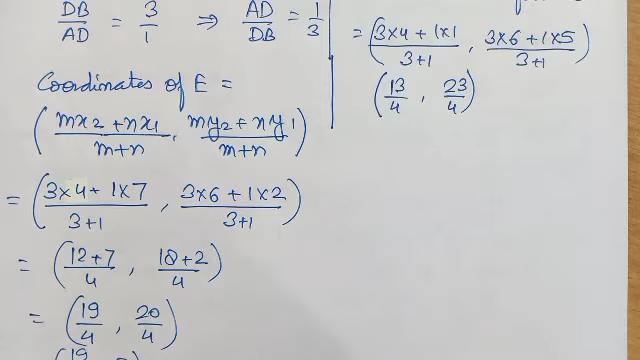 DB/AD = 3/1 ⇒ AD/DB = 1/3
Coordinates of E =
(mx₂ + nx₁/m+n, my₂ + ny₁/m+n)
= (3×4 + 1×7/3+1, 3×6 + 1×2/3+1)
= (12+7/4, 18+2/4)
= (19/4, 20/4)
(19
= (3×4 + 1×1/3+1, 3×6 + 1×5/3+1)
(13/4, 23/4)